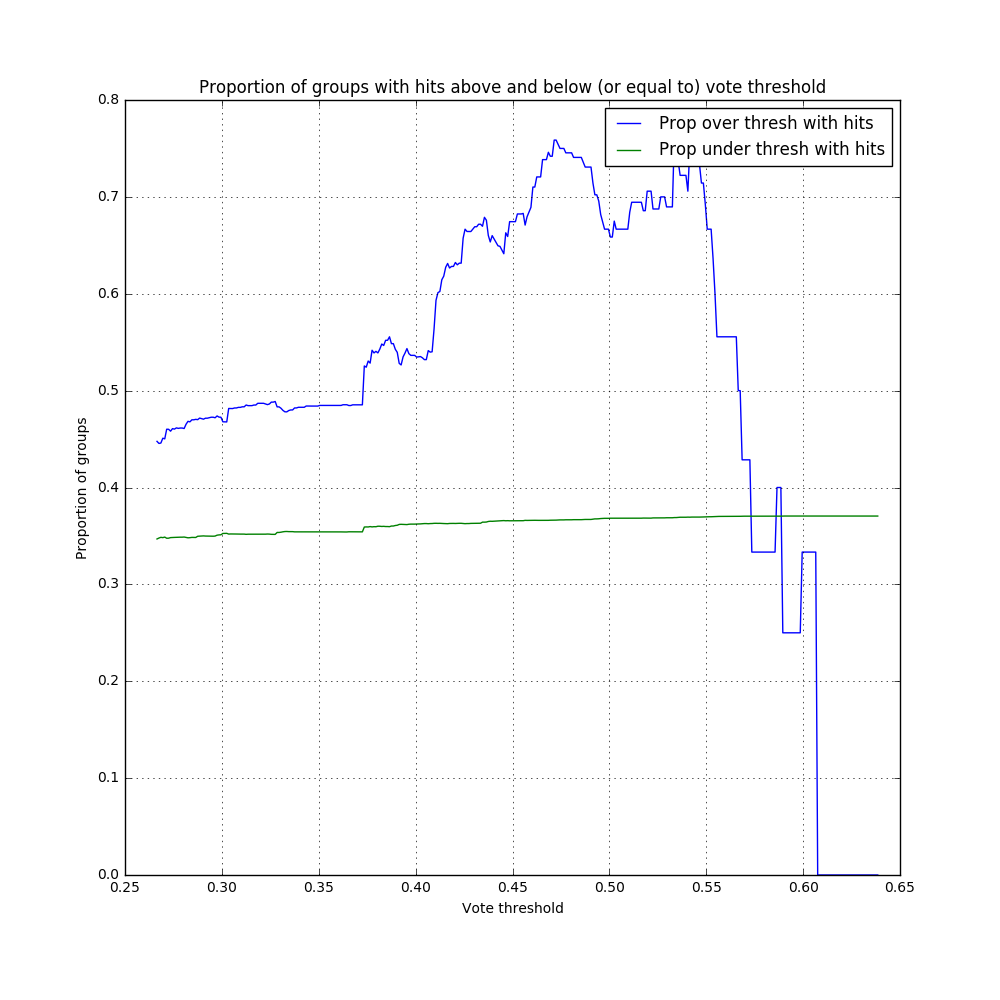 Proportion of groups with hits above and below (or equal to) vote threshold
0.8
Prop over thresh with hits
Prop under thresh with hits
0.7
0.6
0.5
0.4
Proportion of groups
0.3
0.2
0.1
0.0
0.25 0.30 0.35 0.40 0.45 0.50 0.55 0.60 0.65
Vote threshold